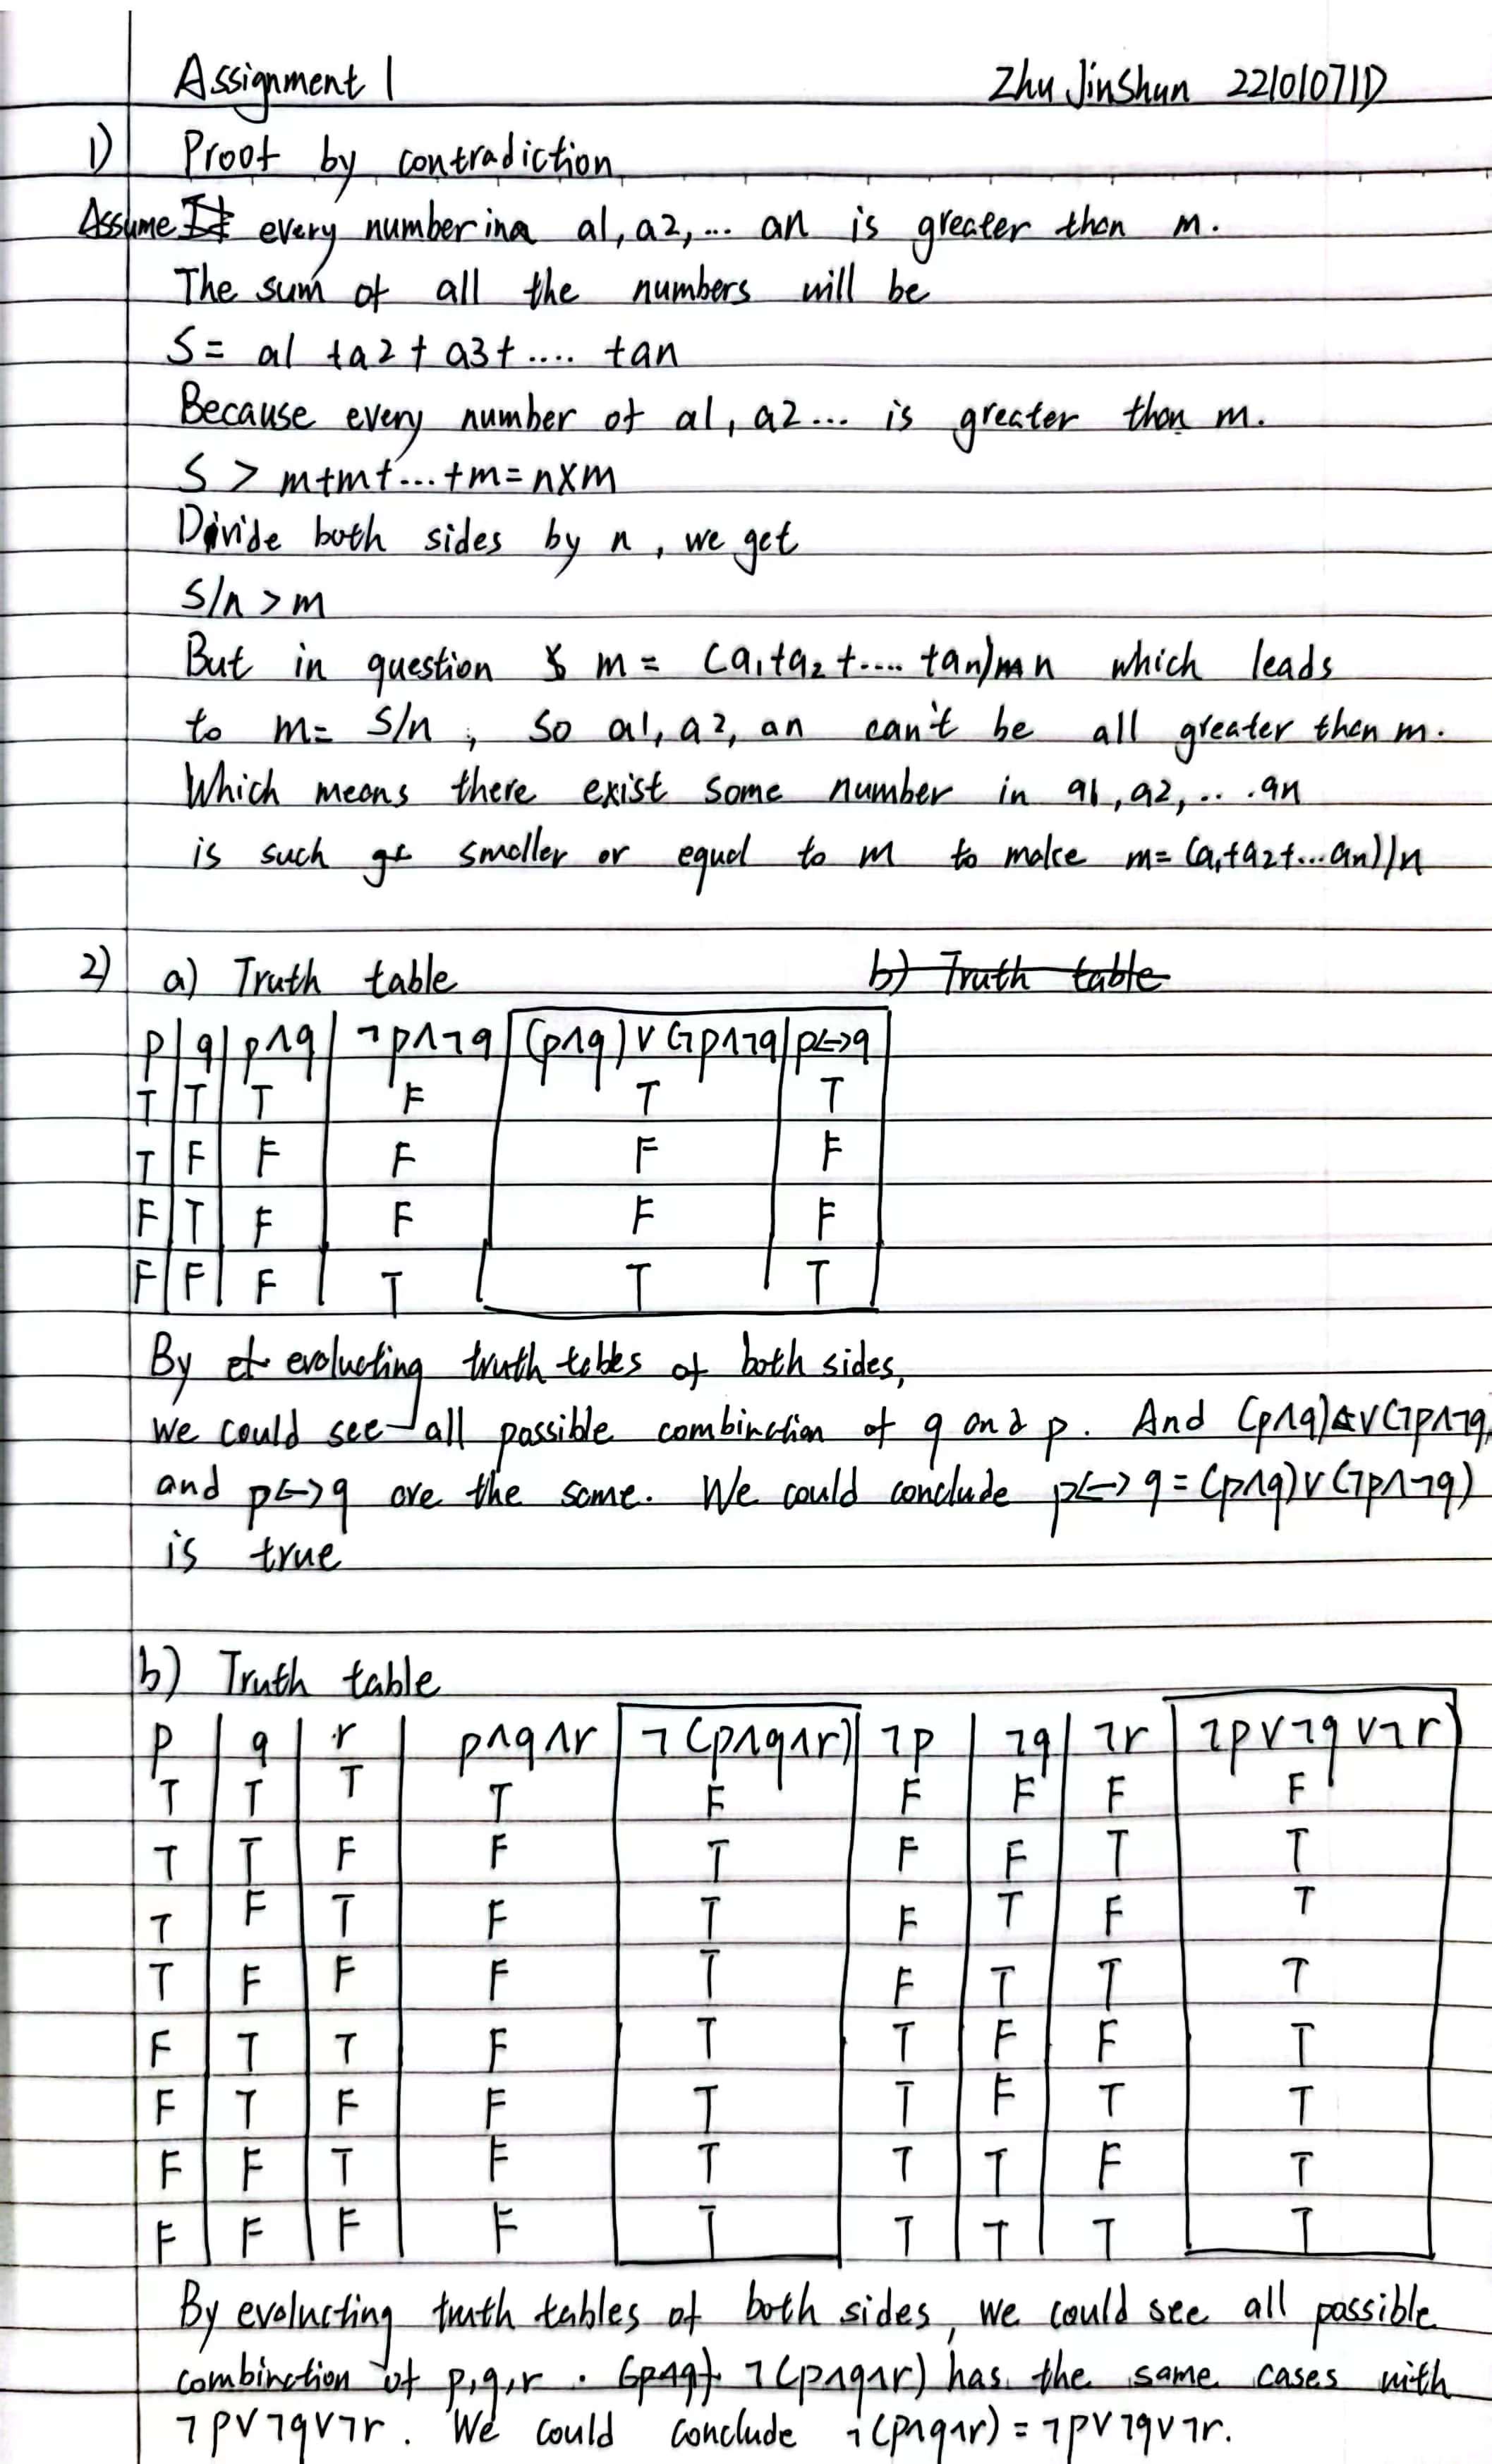 Assignment 1 Zhu JinShun 22101071D
1) Proof by contradiction
Assume every number in a a1, a2, ... an is greater than m.
The sum of all the numbers will be
S = a1 + a2 + a3 + .... + an
Because every number of a1, a2... is greater than m.
S > m+m+...+m = n×m
Divide both sides by n, we get
S/n > m
But in question m = (a₁+a₂+....+an)/n which leads
to m = S/n, so a1, a2, an can't be all greater than m.
Which means there exist some number in a1, a2, ...an
is such smaller or equal to m to make m = (a₁+a₂+...an)/n
2) a) Truth table b) Truth table
p q p∧q ¬p∧¬q (p∧q)∨(¬p∧¬q) p↔q
T T T F T T
T F F F F F
F T F F F F
F F F T T T
By evaluating truth tables of both sides,
we could see all possible combination of q and p. And (p∧q)∨(¬p∧¬q)
and p↔q are the same. We could conclude p↔q = (p∧q)∨(¬p∧¬q)
is true
b) Truth table
p q r p∧q∧r ¬(p∧q∧r) ¬p ¬q ¬r ¬p∨¬q∨¬r
T T T T F F F F F
T T F F T F F T T
T F T F T F T F T
T F F F T F T T T
F T T F T T F F T
F T F F T T F T T
F F T F T T T F T
F F F F T T T T T
By evaluating truth tables of both sides, we could see all possible
combination of p,q,r . ¬(p∧q∧r) has the same cases with
¬p∨¬q∨¬r. We could conclude ¬(p∧q∧r) = ¬p∨¬q∨¬r.